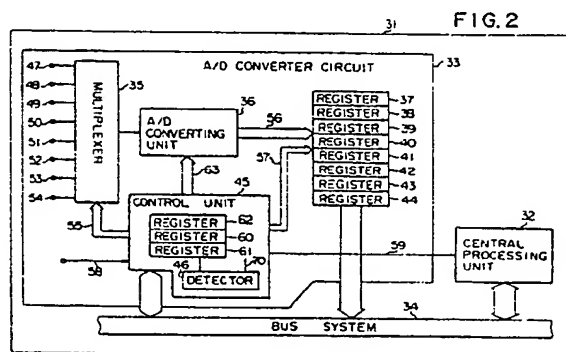 FIG. 2
31
A/D CONVERTER CIRCUIT
33
47
48
49
50
51
52
53
54
MULTIPLEXER
35
36
A/D
CONVERTING
UNIT
56
57
63
REGISTER 37
REGISTER 38
REGISTER 39
REGISTER 40
REGISTER 41
REGISTER 42
REGISTER 43
REGISTER 44
45
CONTROL UNIT
REGISTER 62
REGISTER 60
REGISTER 61
46
70
DETECTOR
55
58
59
32
CENTRAL
PROCESSING
UNIT
34
BUS SYSTEM